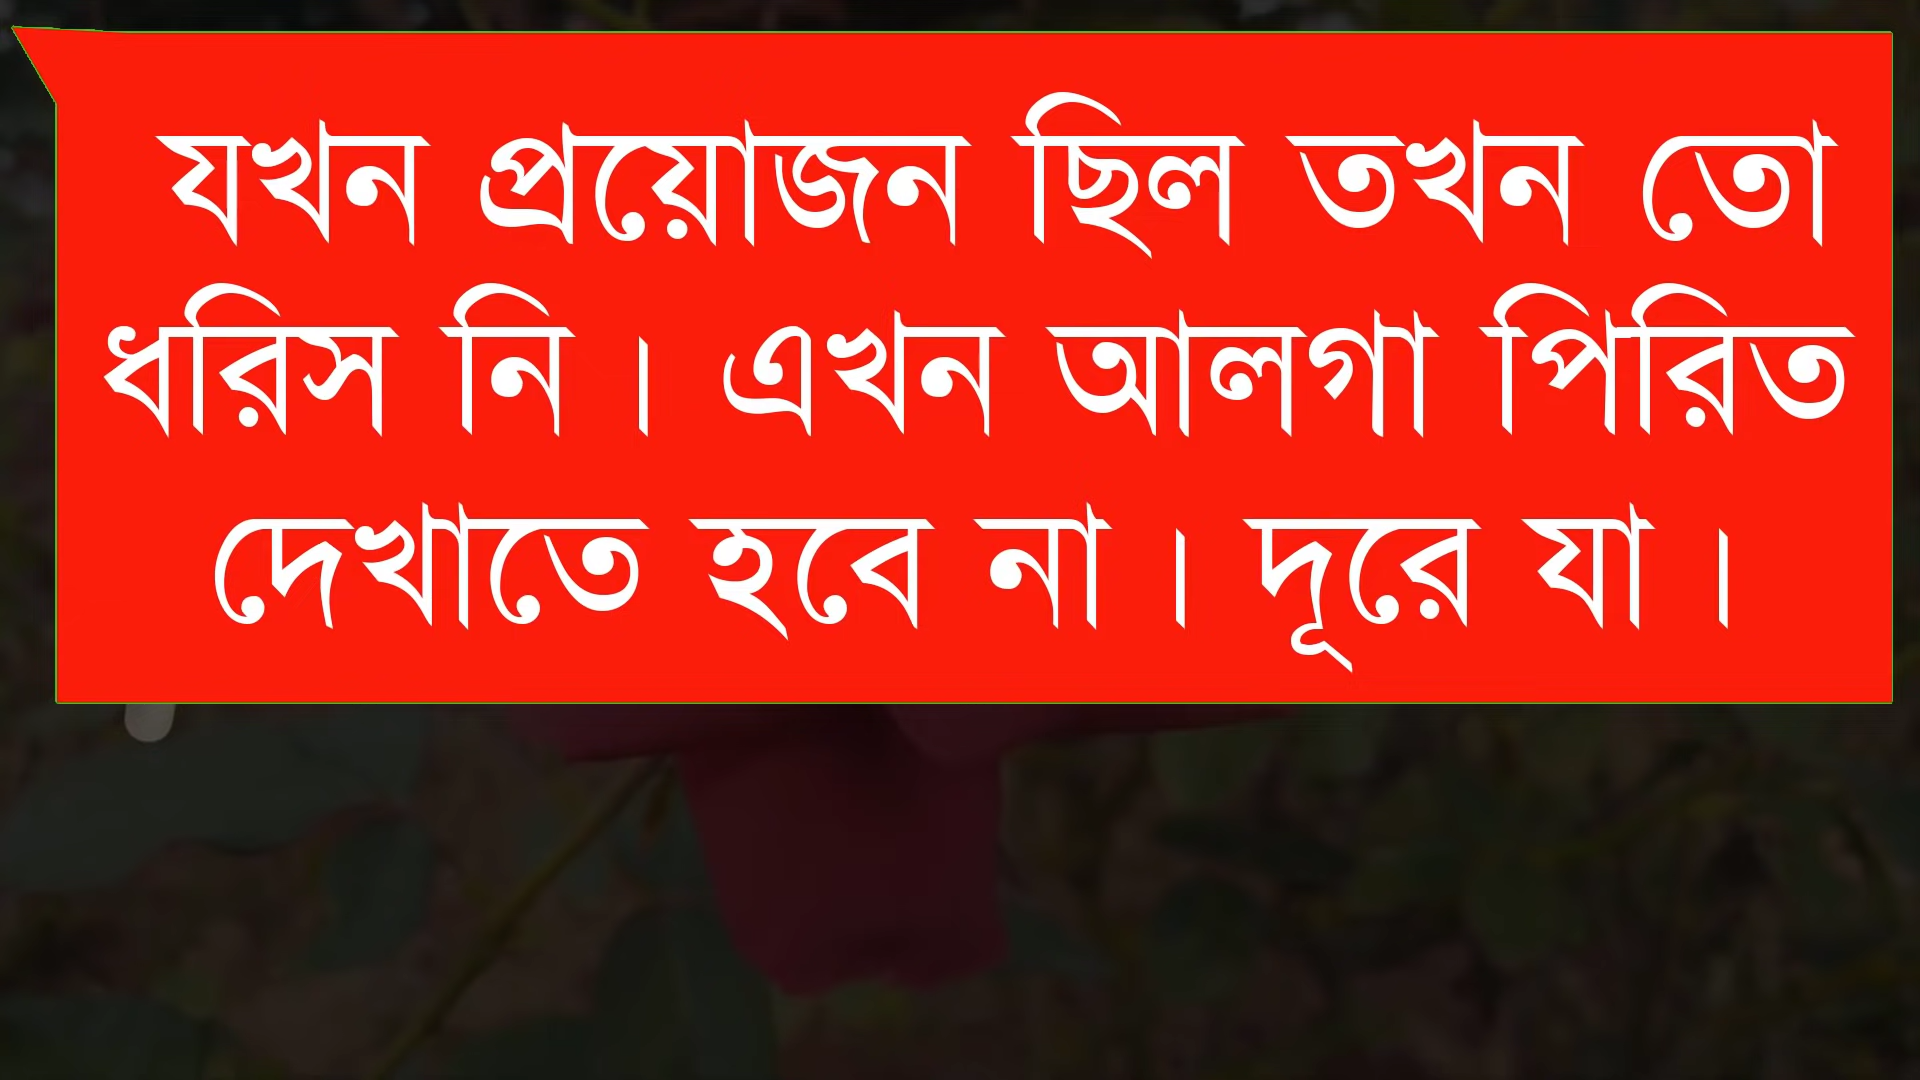 যখন প্রয়োজন ছিল তখন তো
ধরিস নি । এখন আলগা পিরিত
দেখাতে হবে না । দূরে যা ।